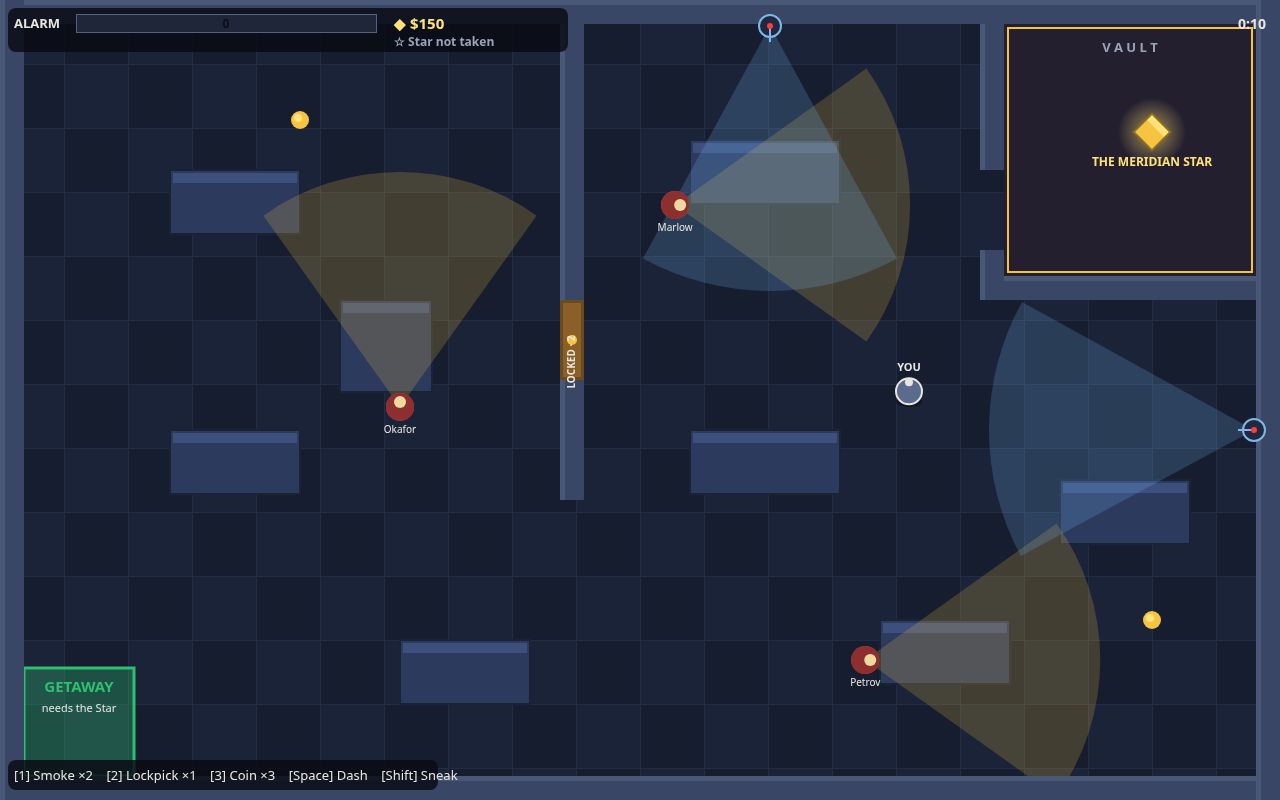 ALARM
0
◆ $150
☆ Star not taken
0:10
VAULT
THE MERIDIAN STAR
Marlow
LOCKED
YOU
Okafor
Petrov
GETAWAY
needs the Star
[1] Smoke ×2 [2] Lockpick ×1 [3] Coin ×3 [Space] Dash [Shift] Sneak